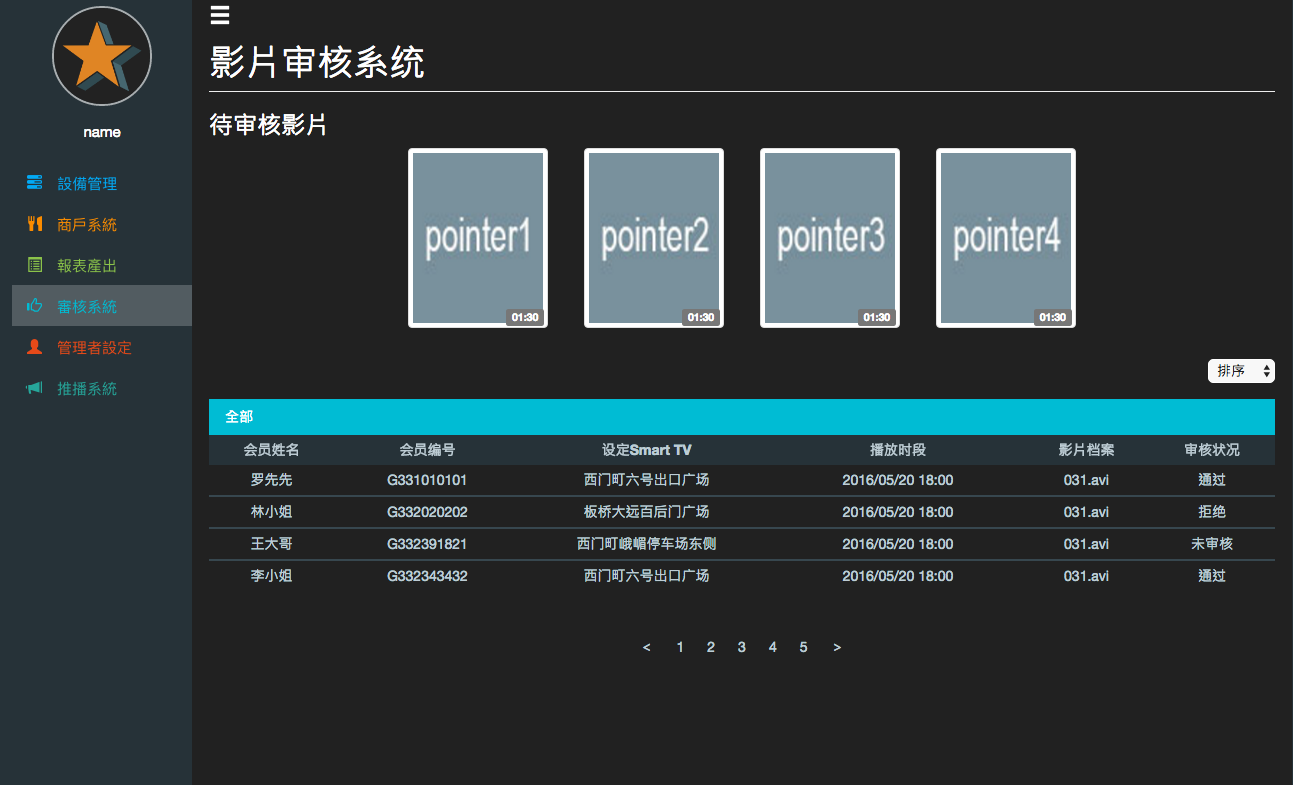 影片审核系统
name
設備管理
商戶系統
報表產出
審核系統
管理者設定
推播系統
待审核影片
pointer1 pointer2 pointer3 pointer4
01:30 01:30 01:30 01:30
排序
全部
会员姓名 会员编号 设定Smart TV 播放时段 影片档案 审核状况
罗先先 G331010101 西门町六号出口广场 2016/05/20 18:00 031.avi 通过
林小姐 G332020202 板桥大远百后门广场 2016/05/20 18:00 031.avi 拒绝
王大哥 G332391821 西门町峨嵋停车场东侧 2016/05/20 18:00 031.avi 未审核
李小姐 G332343432 西门町六号出口广场 2016/05/20 18:00 031.avi 通过
< 1 2 3 4 5 >